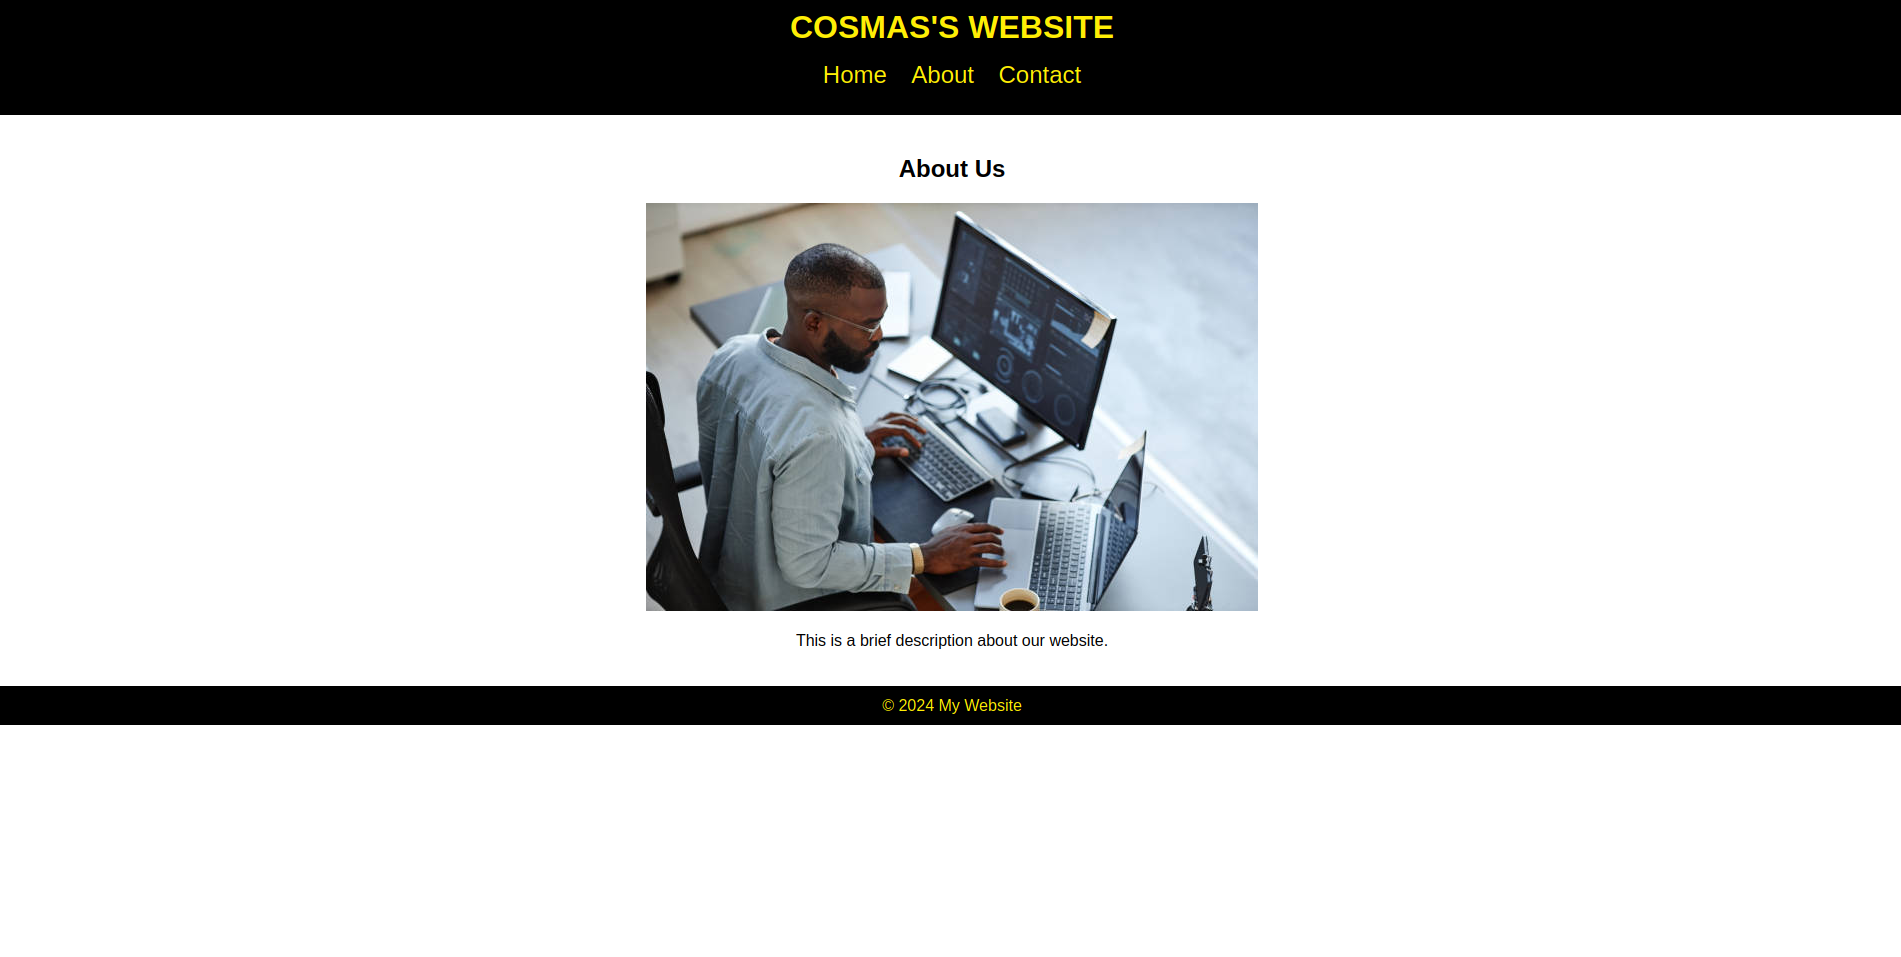 COSMAS'S WEBSITE
Home About Contact
About Us
This is a brief description about our website.
© 2024 My Website